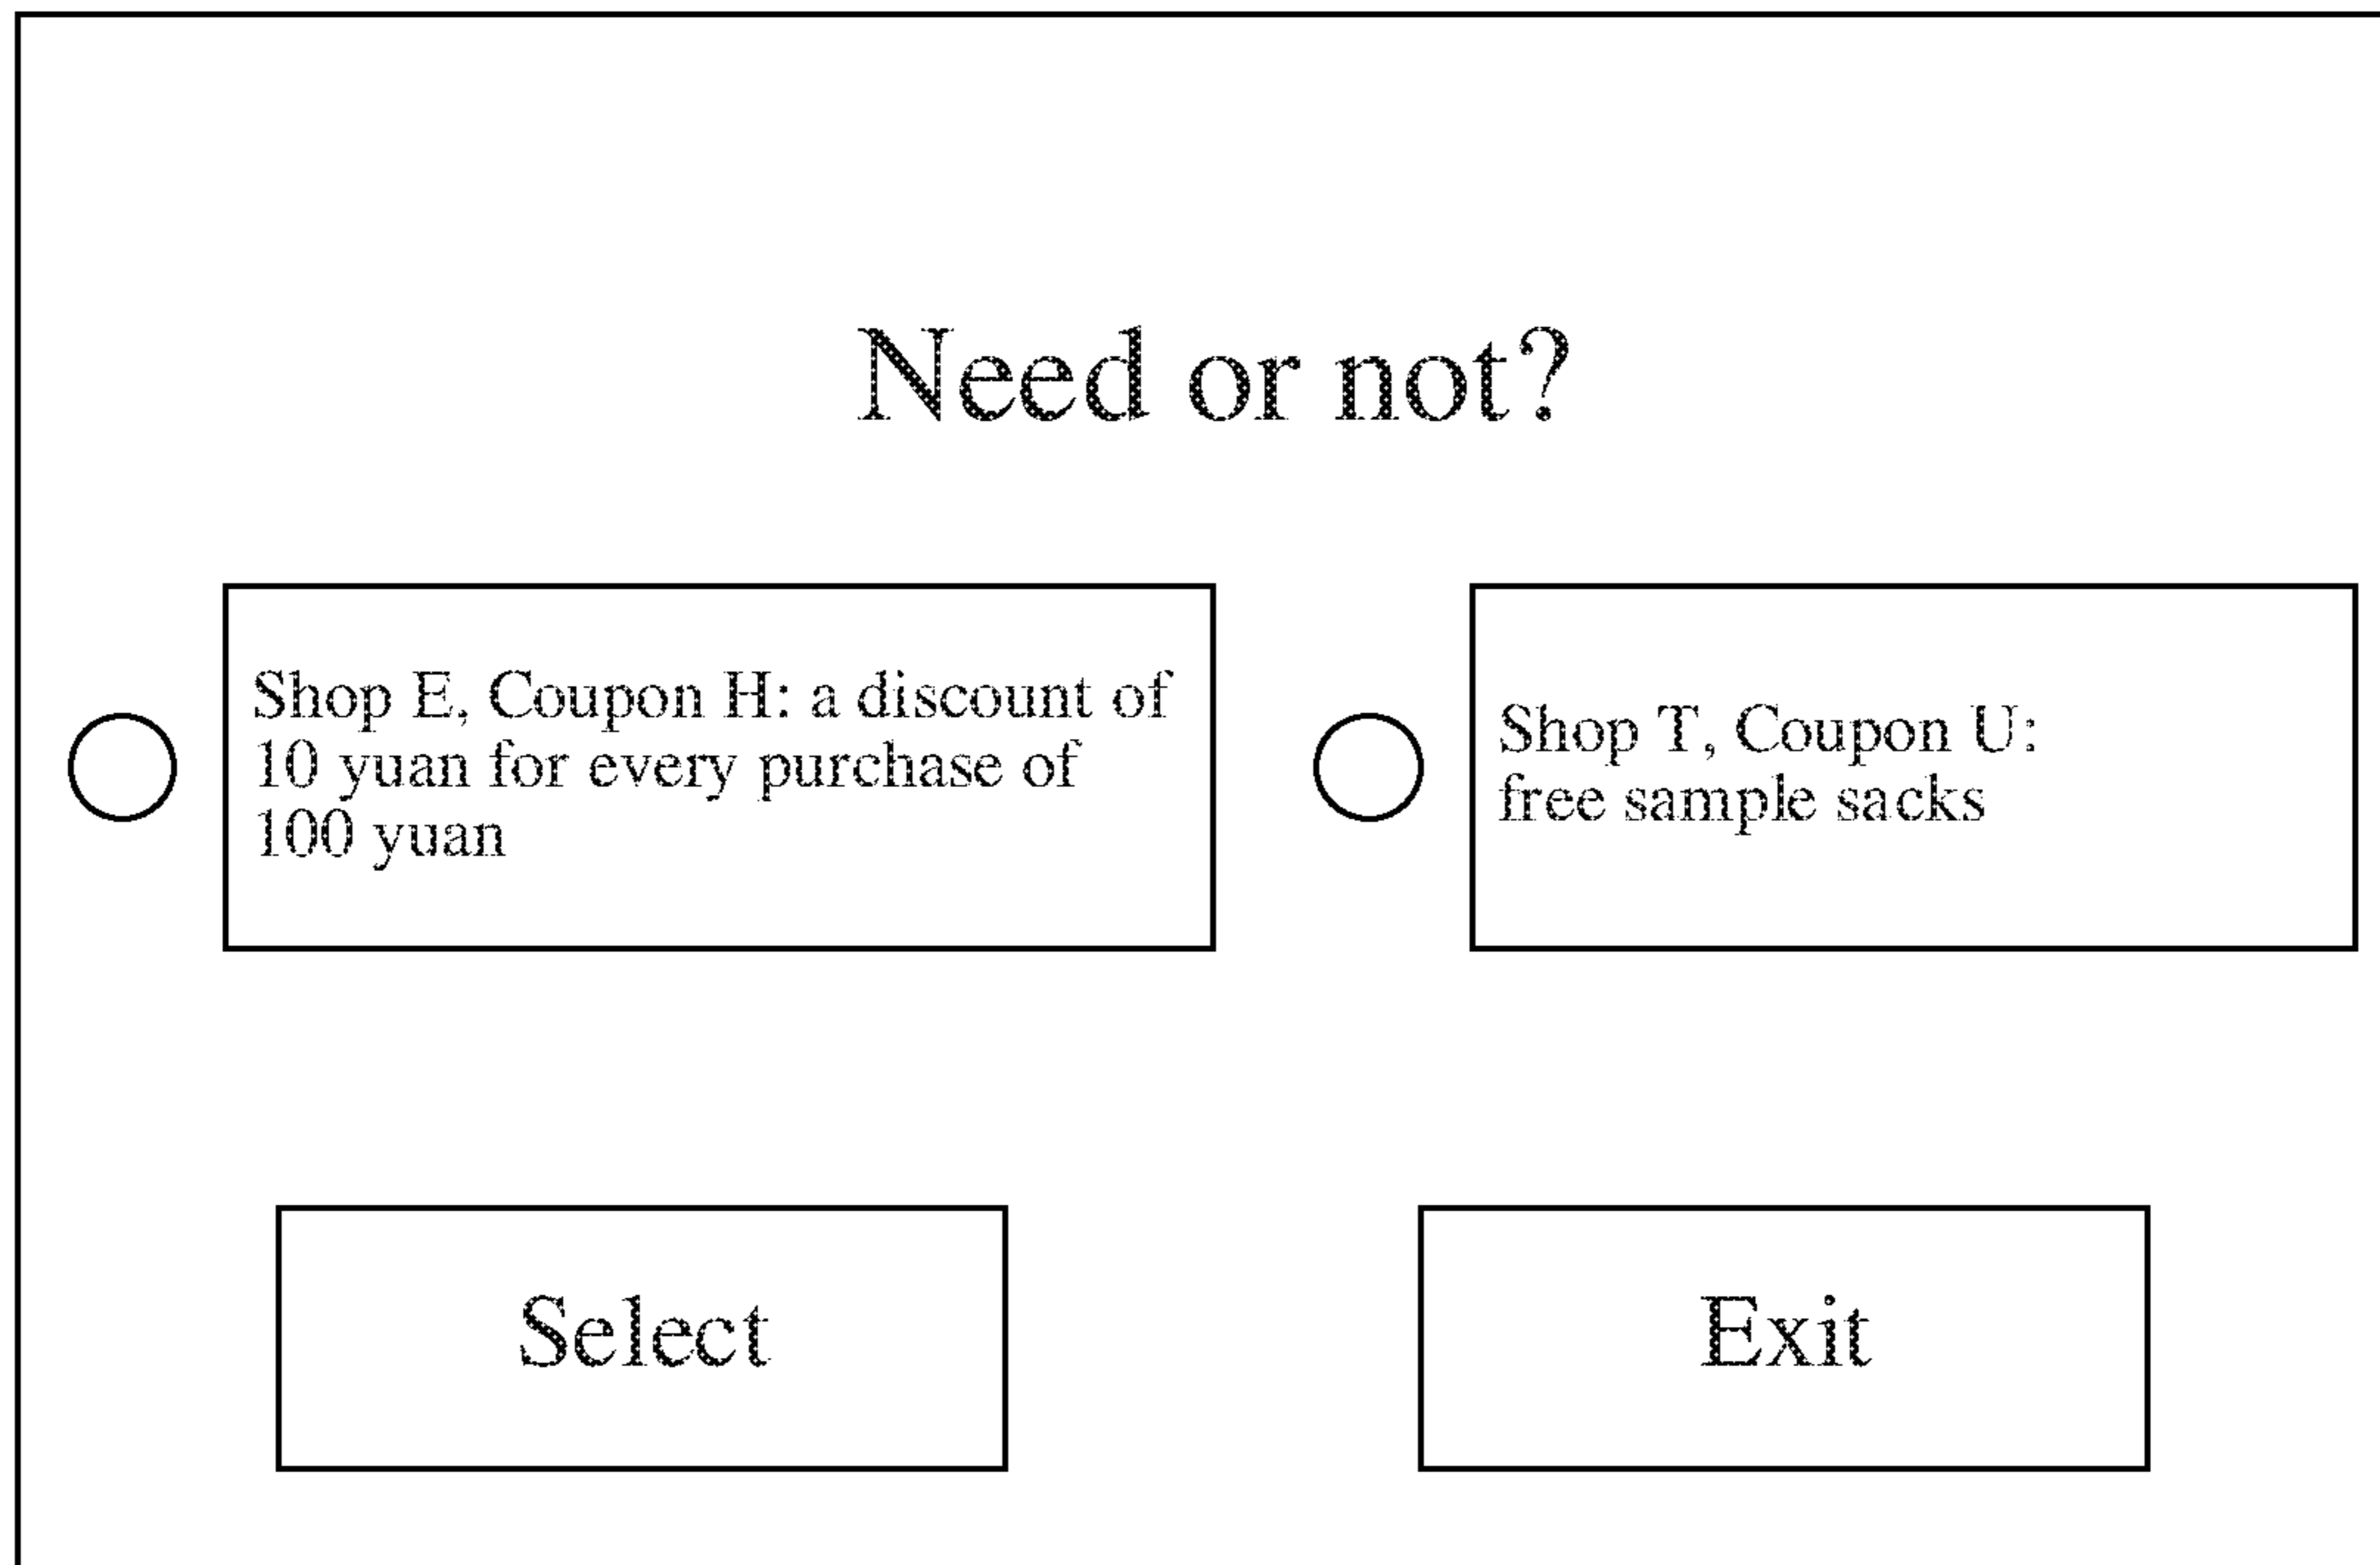 Need or not?
Shop E, Coupon H: a discount of
10 yuan for every purchase of
100 yuan
Shop T, Coupon U:
free sample sacks
Select
Exit